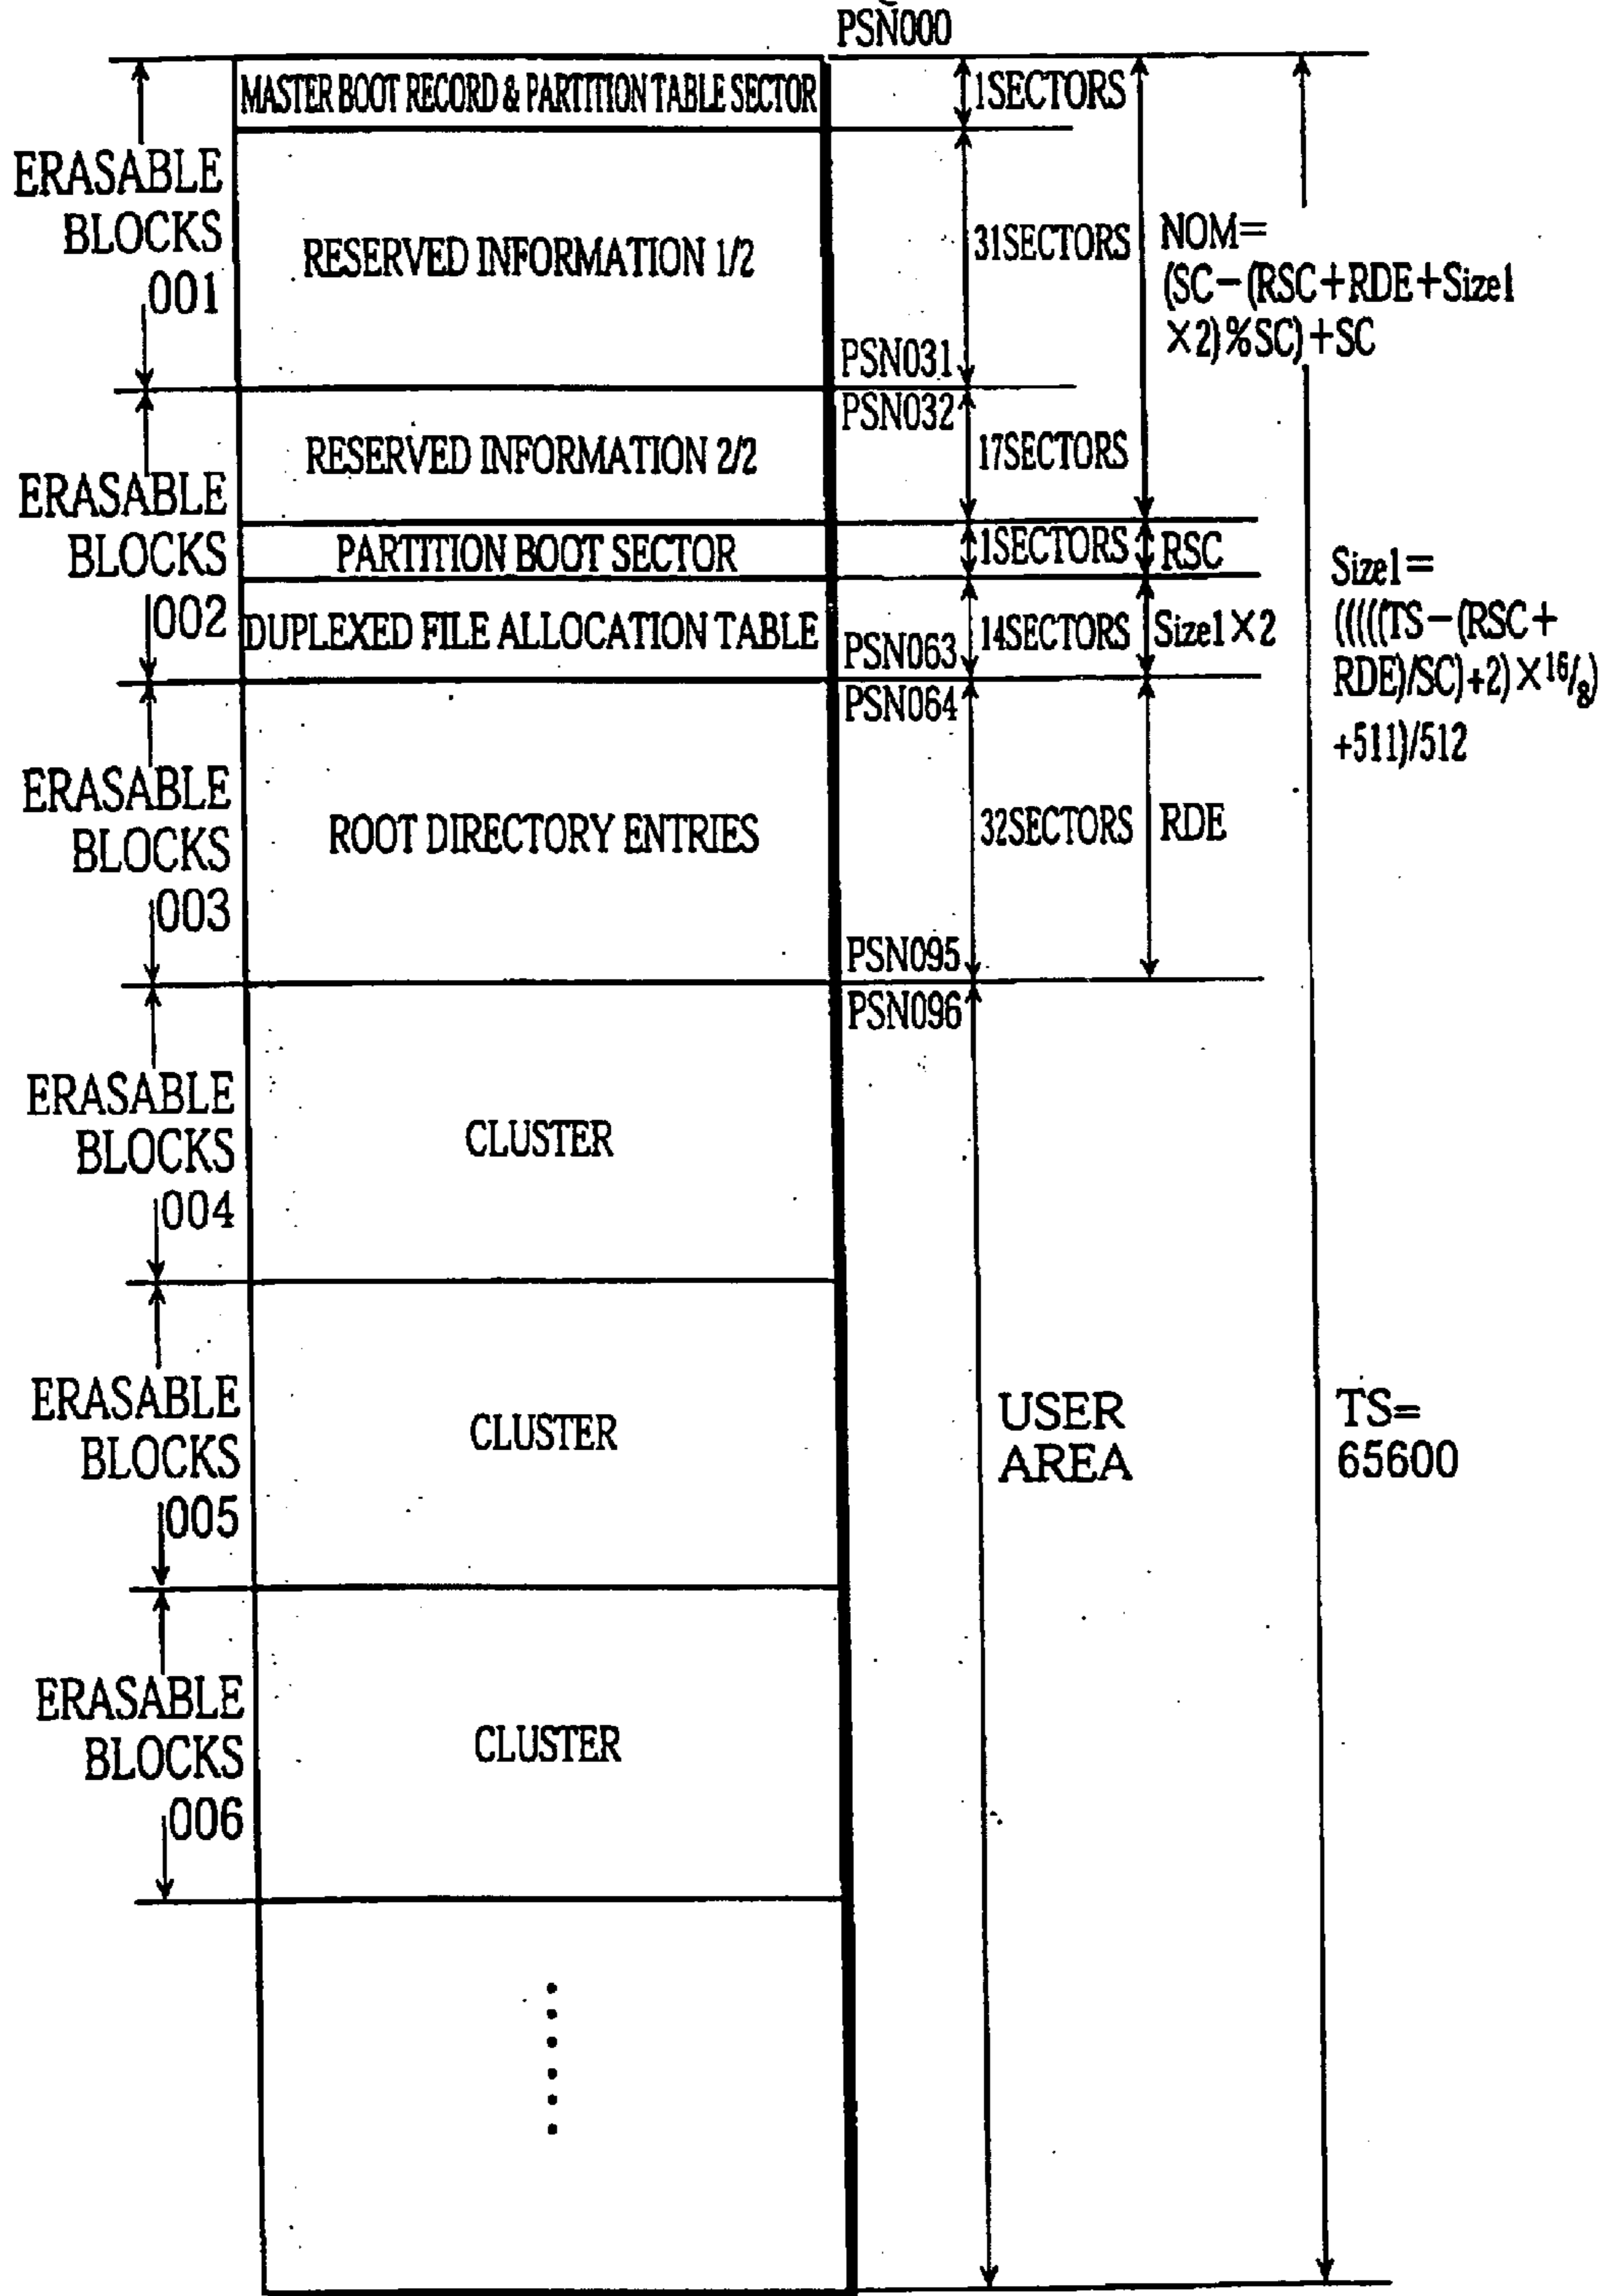 PSN000
MASTER BOOT RECORD & PARTITION TABLE SECTOR
1SECTORS
ERASABLE
BLOCKS
001
RESERVED INFORMATION 1/2
31SECTORS
NOM=
(SC-(RSC+RDE+Size1
×2)%SC)+SC
PSN031
PSN032
ERASABLE
BLOCKS
002
RESERVED INFORMATION 2/2
17SECTORS
PARTITION BOOT SECTOR
1SECTORS
RSC
DUPLEXED FILE ALLOCATION TABLE
PSN063
14SECTORS
Size1×2
Size1=
(((((TS-(RSC+
RDE)/SC)+2)×16/8)
+511)/512
PSN064
ERASABLE
BLOCKS
003
ROOT DIRECTORY ENTRIES
32SECTORS
RDE
PSN095
PSN096
ERASABLE
BLOCKS
004
CLUSTER
ERASABLE
BLOCKS
005
CLUSTER
USER
AREA
TS=
65600
ERASABLE
BLOCKS
006
CLUSTER